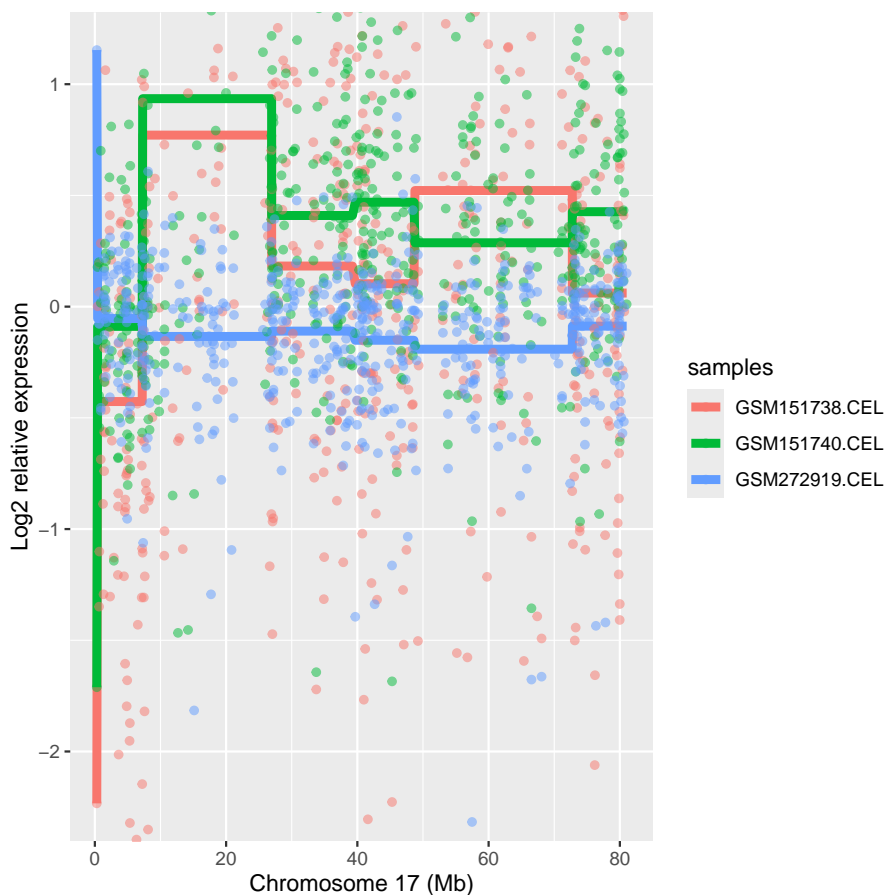 1
0
−1
−2
Log2 relative expression
0
20
40
60
80
Chromosome 17 (Mb)
samples
GSM151738.CEL
GSM151740.CEL
GSM272919.CEL